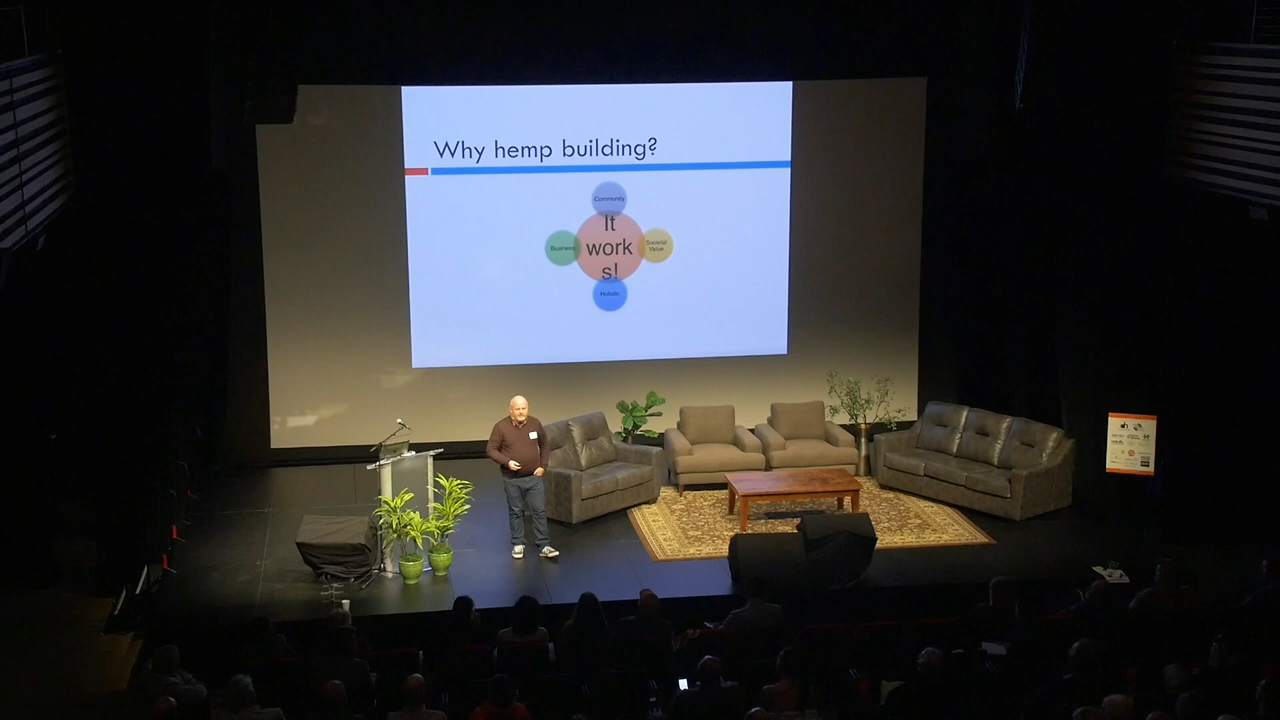 Why hemp building?
Community
It
work
s!
Business
Societal
Value
Holistic